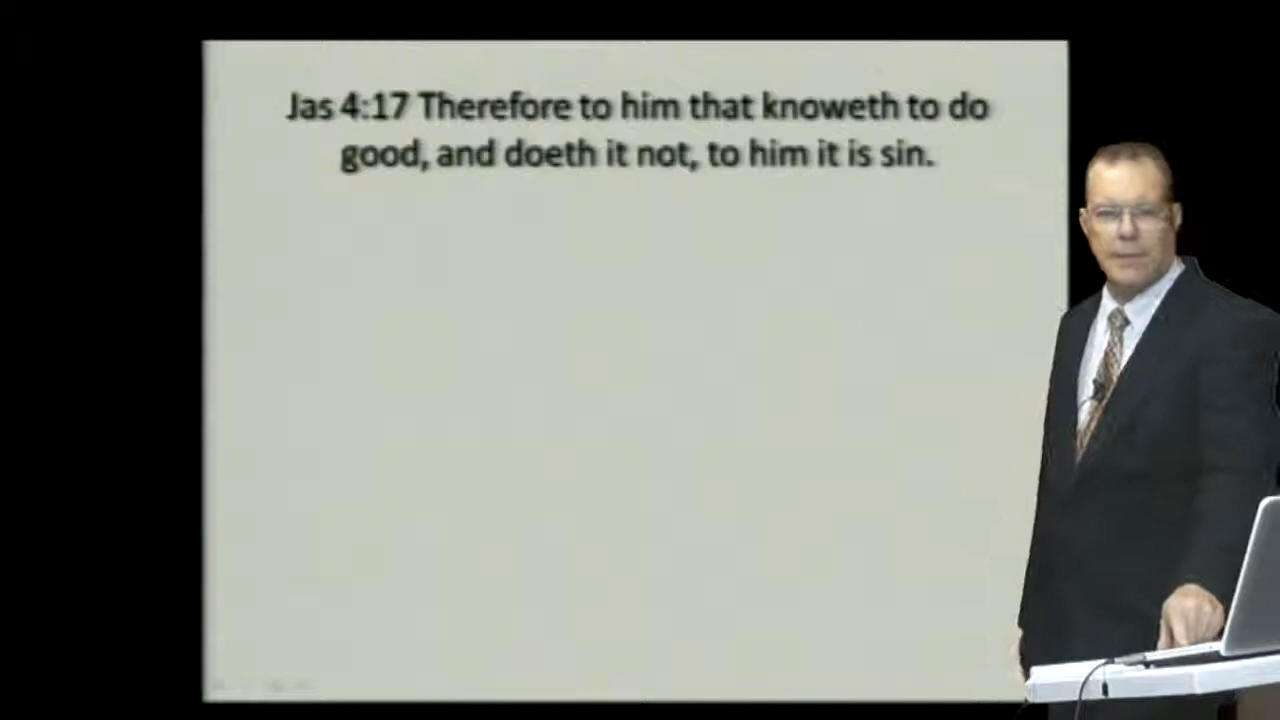 Jas 4:17 Therefore to him that knoweth to do
good, and doeth it not, to him it is sin.